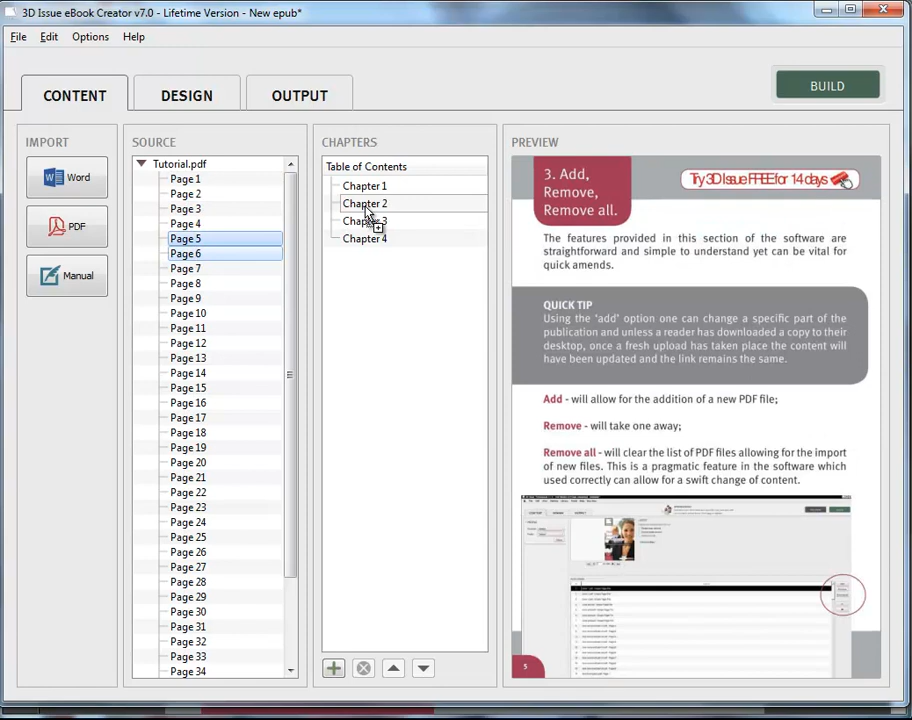 3D Issue eBook Creator v7.0 - Lifetime Version - New epub*
File Edit Options Help
CONTENT DESIGN OUTPUT BUILD
IMPORT
Word
PDF
Manual
SOURCE
Tutorial.pdf
Page 1
Page 2
Page 3
Page 4
Page 5
Page 6
Page 7
Page 8
Page 9
Page 10
Page 11
Page 12
Page 13
Page 14
Page 15
Page 16
Page 17
Page 18
Page 19
Page 20
Page 21
Page 22
Page 23
Page 24
Page 25
Page 26
Page 27
Page 28
Page 29
Page 30
Page 31
Page 32
Page 33
Page 34
CHAPTERS
Table of Contents
Chapter 1
Chapter 2
Chapter 3
Chapter 4
PREVIEW
3. Add,
Remove,
Remove all.
Try 3D Issue FREE for 14 days
The features provided in this section of the software are
straightforward and simple to understand yet can be vital for
quick amends.
QUICK TIP
Using the 'add' option one can change a specific part of the
publication and unless a reader has downloaded a copy to their
desktop, once a fresh upload has taken place the content will
have been updated and the link remains the same.
Add - will allow for the addition of a new PDF file;
Remove - will take one away;
Remove all - will clear the list of PDF files allowing for the import
of new files. This is a pragmatic feature in the software which
used correctly can allow for a swift change of content.
5